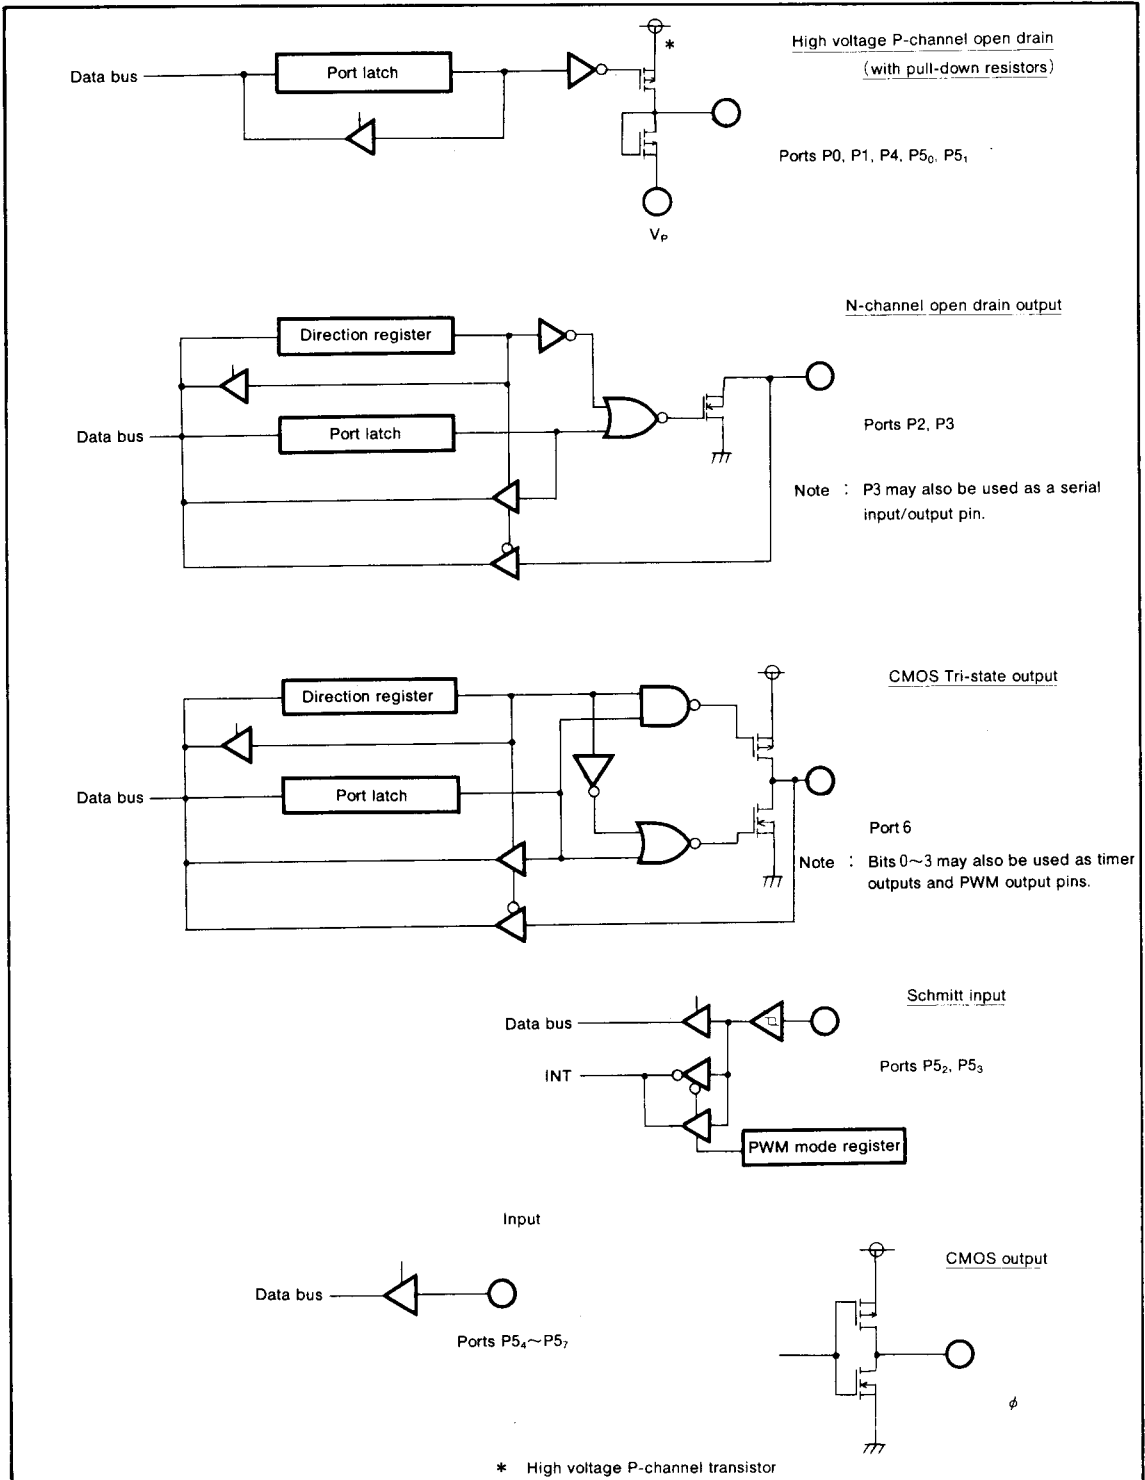 High voltage P-channel open drain
(with pull-down resistors)
*
Data bus
Port latch
Ports P0, P1, P4, P5₀, P5₁
V_P
N-channel open drain output
Direction register
Data bus
Port latch
Ports P2, P3
Note : P3 may also be used as a serial
input/output pin.
CMOS Tri-state output
Direction register
Data bus
Port latch
Port 6
Note : Bits 0~3 may also be used as timer
outputs and PWM output pins.
Schmitt input
Data bus
INT
Ports P5₂, P5₃
PWM mode register
Input
Data bus
Ports P5₄~P5₇
CMOS output
ϕ
* High voltage P-channel transistor